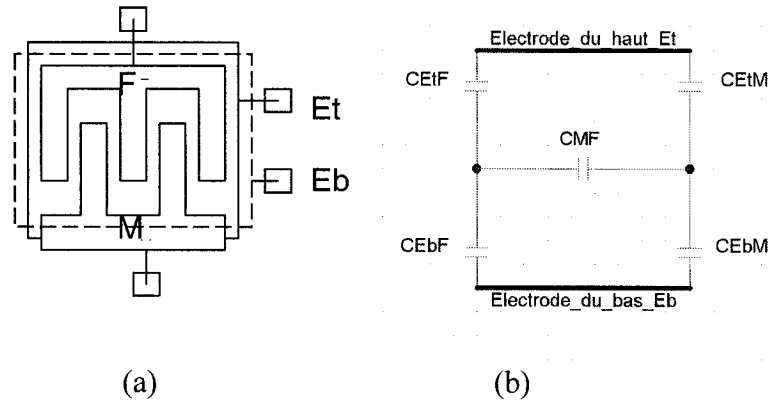 F
Et
Eb
M
(a)
Electrode_du_haut_Et
CEtF
CEtM
CMF
CEbF
CEbM
Electrode_du_bas_Eb
(b)